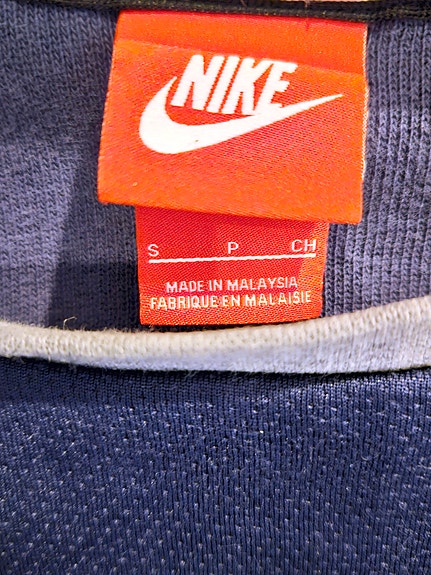 NIKE
S P CH
MADE IN MALAYSIA
FABRIQUE EN MALAISIE